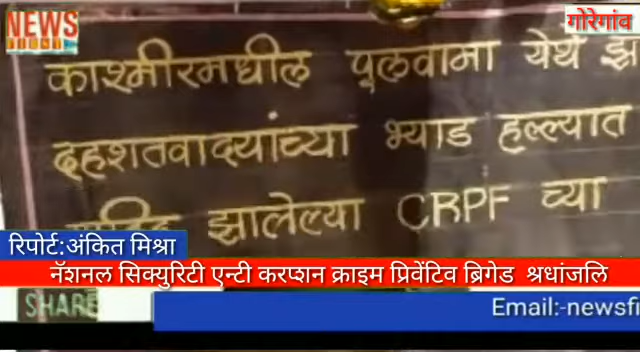 NEWS
गोरेगांव
काश्मीरमधील पुलवामा येथे झा
दहशतवाद्यांच्या भ्याड हल्ल्यात
झालेल्या CRPF च्या
रिपोर्ट:अंकित मिश्रा
नॅशनल सिक्युरिटी एन्टी करप्शन क्राइम प्रिवेंटिव ब्रिगेड श्रधांजलि
SHARE
Email:-newsfi